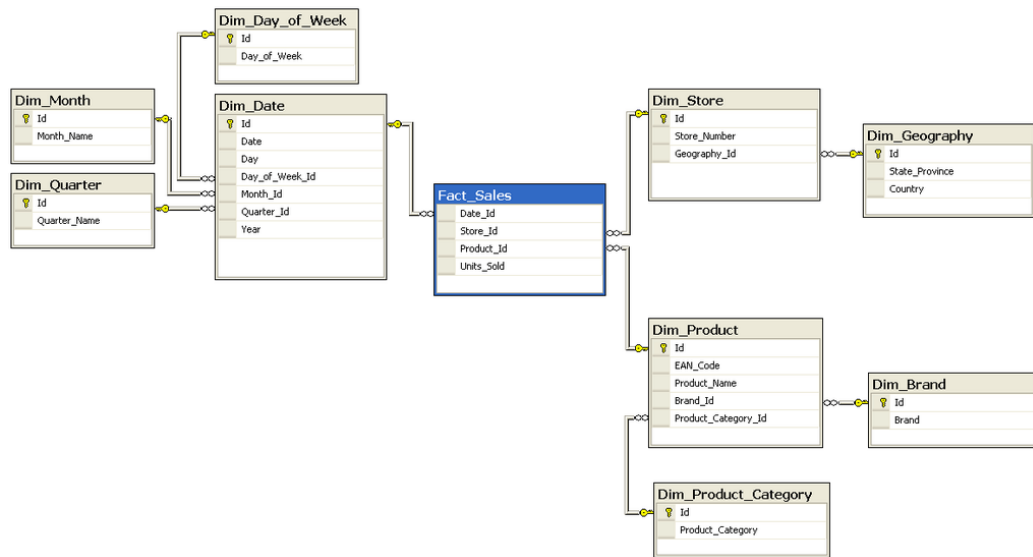 Dim_Day_of_Week
Id
Day_of_Week
Dim_Month
Id
Month_Name
Dim_Quarter
Id
Quarter_Name
Dim_Date
Id
Date
Day
Day_of_Week_Id
Month_Id
Quarter_Id
Year
Fact_Sales
Date_Id
Store_Id
Product_Id
Units_Sold
Dim_Store
Id
Store_Number
Geography_Id
Dim_Geography
Id
State_Province
Country
Dim_Product
Id
EAN_Code
Product_Name
Brand_Id
Product_Category_Id
Dim_Brand
Id
Brand
Dim_Product_Category
Id
Product_Category